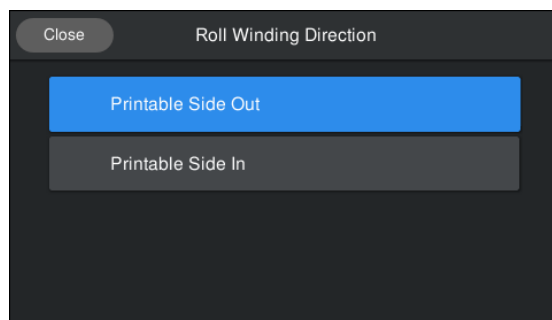 Close
Roll Winding Direction
Printable Side Out
Printable Side In